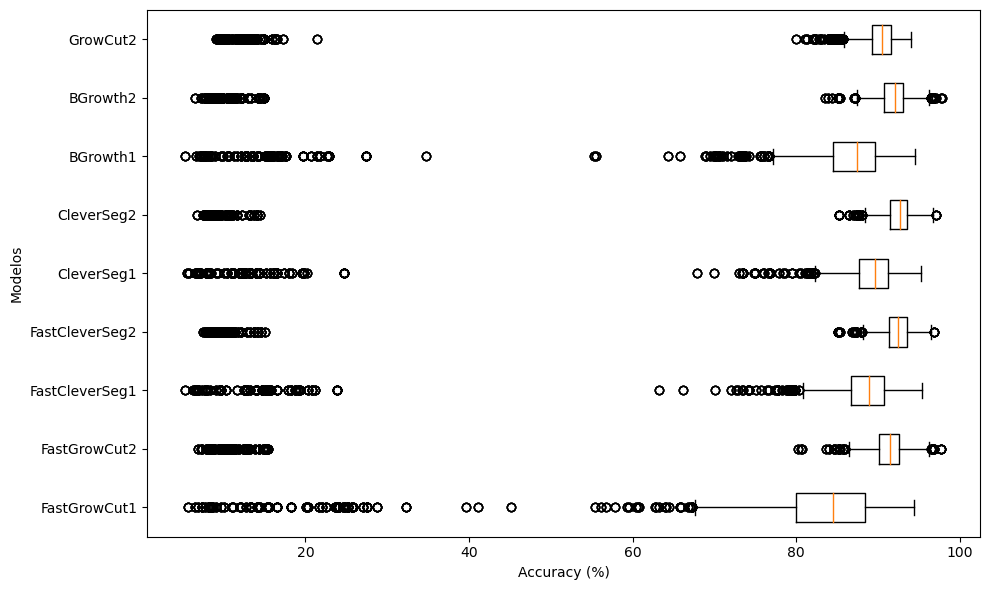 GrowCut2
BGrowth2
BGrowth1
CleverSeg2
CleverSeg1
FastCleverSeg2
FastCleverSeg1
FastGrowCut2
FastGrowCut1
Modelos
20 40 60 80 100
Accuracy (%)